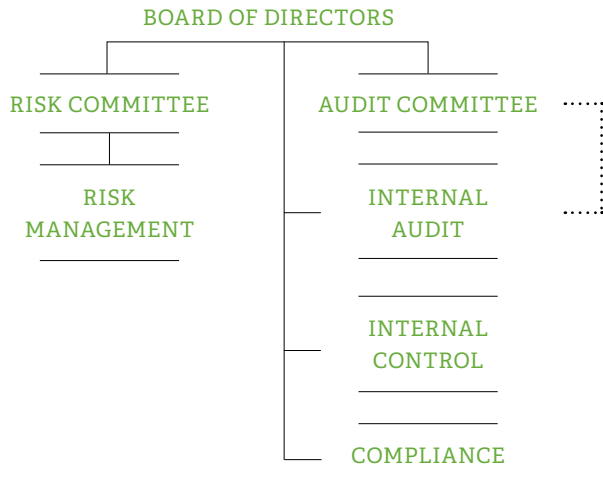 BOARD OF DIRECTORS
RISK COMMITTEE
AUDIT COMMITTEE
RISK
MANAGEMENT
INTERNAL
AUDIT
INTERNAL
CONTROL
COMPLIANCE